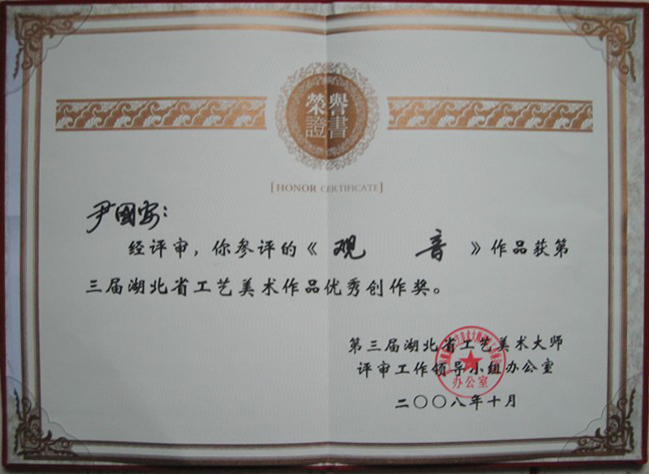 榮譽
證書
[HONOR CERTIFICATE]
尹國安:
经评审,你参评的《观 音》作品获第
三届湖北省工艺美术作品优秀创作奖。
第三届湖北省工艺美术大师
评审工作领导小组办公室
办公室
二〇〇八年十月